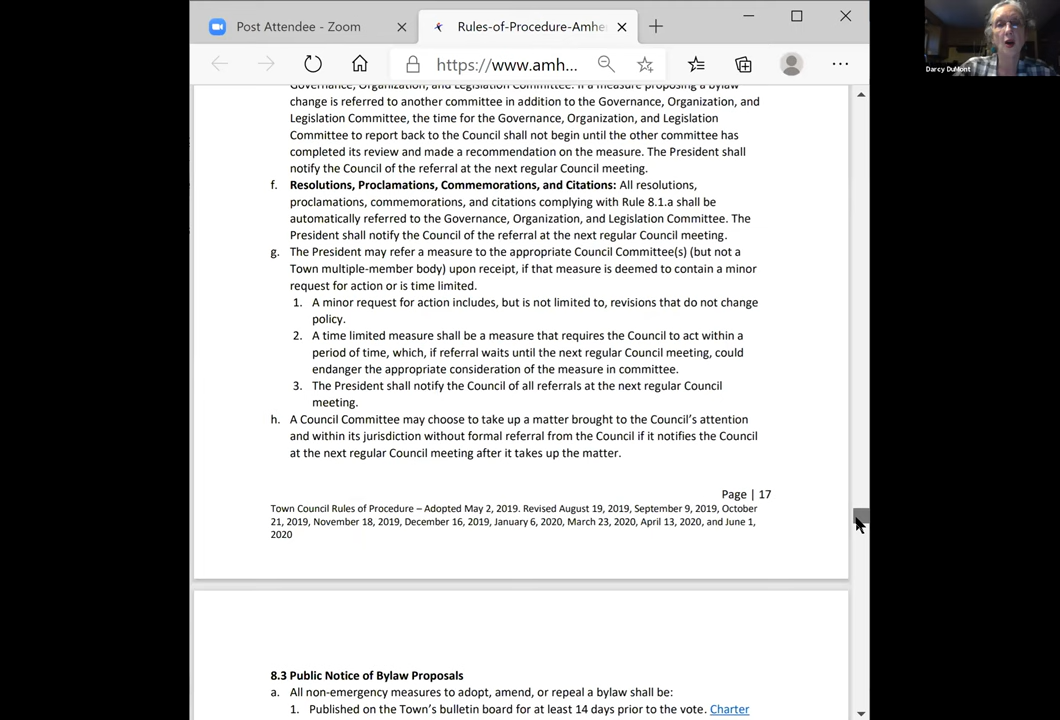 Post Attendee - Zoom
Rules-of-Procedure-Amhe
https://www.amh...
Darcy DuMont
Governance, Organization, and Legislation Committee. If a measure proposing a bylaw
change is referred to another committee in addition to the Governance, Organization, and
Legislation Committee, the time for the Governance, Organization, and Legislation
Committee to report back to the Council shall not begin until the other committee has
completed its review and made a recommendation on the measure. The President shall
notify the Council of the referral at the next regular Council meeting.
f. Resolutions, Proclamations, Commemorations, and Citations: All resolutions,
proclamations, commemorations, and citations complying with Rule 8.1.a shall be
automatically referred to the Governance, Organization, and Legislation Committee. The
President shall notify the Council of the referral at the next regular Council meeting.
g. The President may refer a measure to the appropriate Council Committee(s) (but not a
Town multiple-member body) upon receipt, if that measure is deemed to contain a minor
request for action or is time limited.
1. A minor request for action includes, but is not limited to, revisions that do not change
policy.
2. A time limited measure shall be a measure that requires the Council to act within a
period of time, which, if referral waits until the next regular Council meeting, could
endanger the appropriate consideration of the measure in committee.
3. The President shall notify the Council of all referrals at the next regular Council
meeting.
h. A Council Committee may choose to take up a matter brought to the Council's attention
and within its jurisdiction without formal referral from the Council if it notifies the Council
at the next regular Council meeting after it takes up the matter.
Page | 17
Town Council Rules of Procedure – Adopted May 2, 2019. Revised August 19, 2019, September 9, 2019, October
21, 2019, November 18, 2019, December 16, 2019, January 6, 2020, March 23, 2020, April 13, 2020, and June 1,
2020
8.3 Public Notice of Bylaw Proposals
a. All non-emergency measures to adopt, amend, or repeal a bylaw shall be:
1. Published on the Town's bulletin board for at least 14 days prior to the vote. Charter